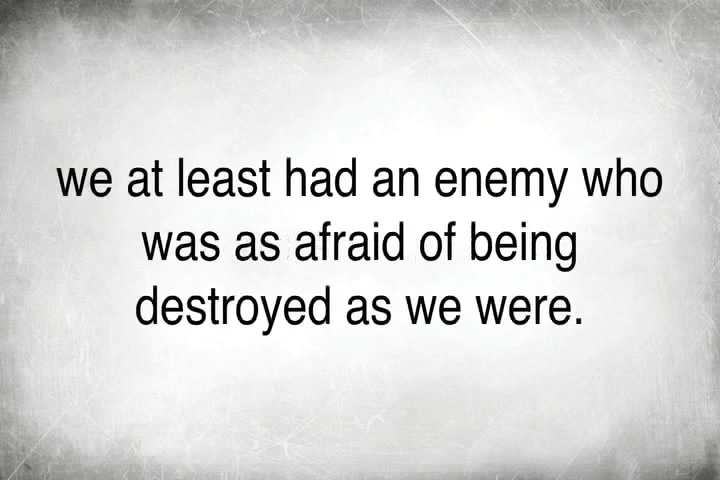 we at least had an enemy who
was as afraid of being
destroyed as we were.